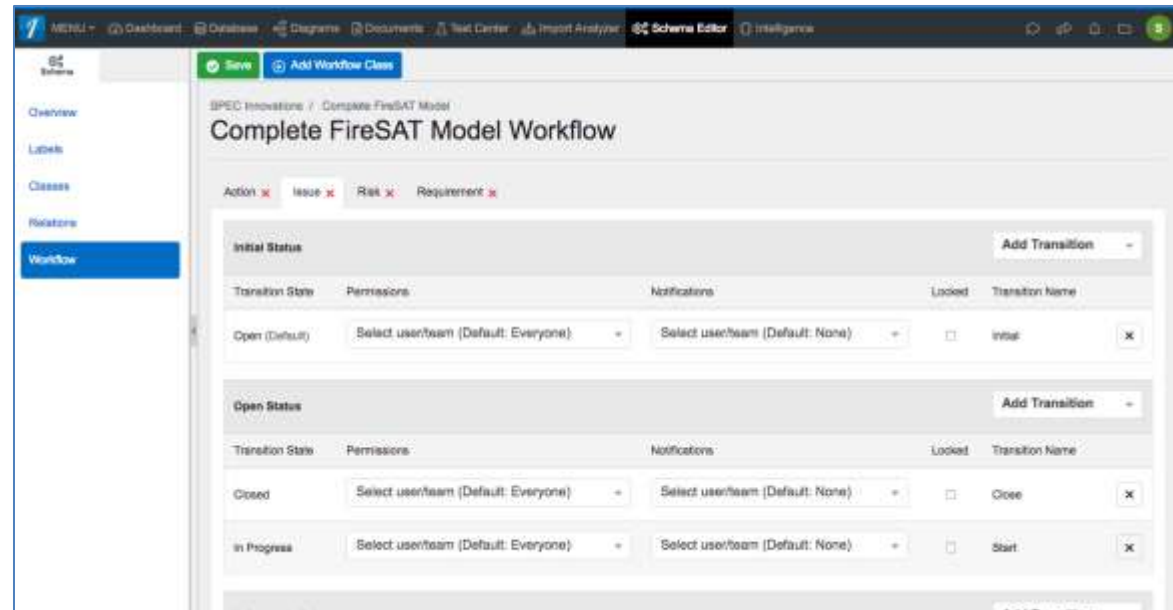 MENU Dashboard Database Diagrams Documents Test Center Import Analyzer Schema Editor Intelligence S
Schema
Save Add Workflow Class
Overview
SPEC Innovations / Complete FireSAT Model
Complete FireSAT Model Workflow
Labels
Classes
Action Issue Risk Requirement
Relations
Workflow
Initial Status Add Transition
Transition State Permissions Notifications Locked Transition Name
Open (Default) Select user/team (Default: Everyone) Select user/team (Default: None) Initial
Open Status Add Transition
Transition State Permissions Notifications Locked Transition Name
Closed Select user/team (Default: Everyone) Select user/team (Default: None) Close
In Progress Select user/team (Default: Everyone) Select user/team (Default: None) Start